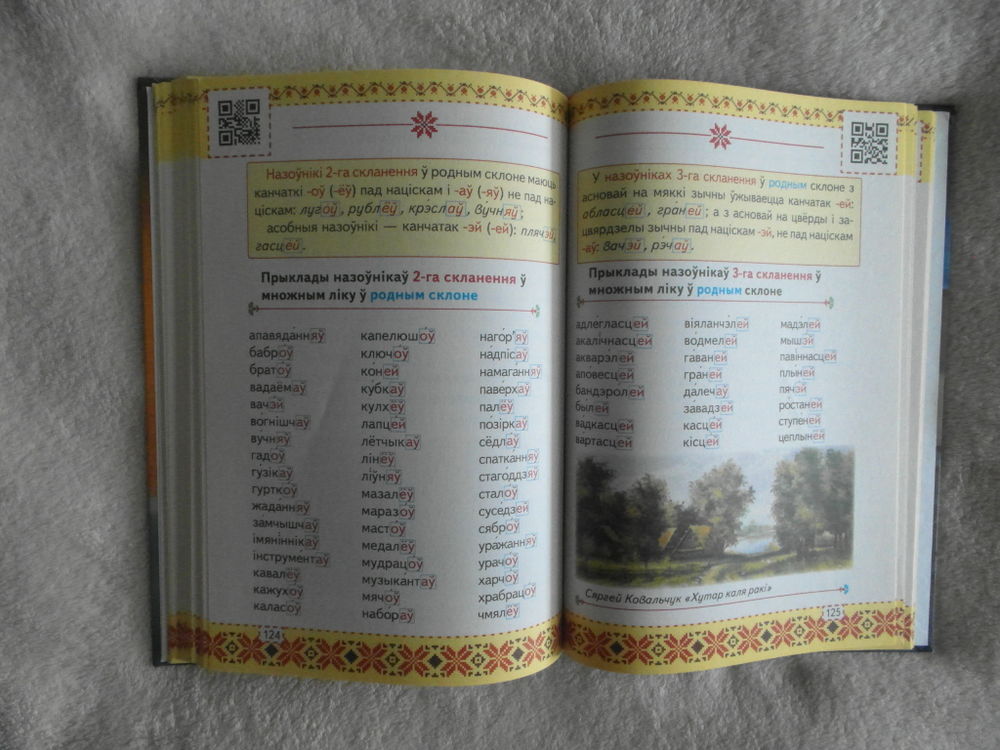 Назоўнікі 2-га скланення ў родным склоне маюць
канчаткі -оў (-ёў) пад націскам і -аў (-яў) не пад на-
ціскам: лугоў, рублёў, крэслаў, вучняў;
асобныя назоўнікі — канчатак -эй (-ей): плячэй,
гасцей.
Прыклады назоўнікаў 2-га скланення ў
множным ліку ў родным склоне
апавяданняў
баброў
братоў
вадаёмаў
вачэй
вогнішчаў
вучняў
гадоў
гузікаў
гурткоў
жаданняў
замчышчаў
імяніннікаў
інструментаў
кавалёў
кажухоў
каласоў
капелюшоў
ключоў
коней
кубкаў
кулхёў
лапцей
лётчыкаў
лінёў
ліўняў
мазалёў
маразоў
мастоў
медалёў
мудрацоў
музыкантаў
мячоў
набораў
нагор'яў
надпісаў
намаганняў
паверхаў
палёў
позіркаў
сёдлаў
спатканняў
стагоддзяў
сталоў
суседзей
сяброў
уражанняў
урачоў
харчоў
храбрацоў
чмялёў
124
У назоўніках 3-га скланення ў родным склоне з
асновай на мяккі зычны ўжываецца канчатак -ей:
абласцей, граней; а з асновай на цвёрды і за-
цвярдзелы зычны пад націскам -эй, не пад націскам
-аў: вачэй, рэчаў.
Прыклады назоўнікаў 3-га скланення ў
множным ліку ў родным склоне
адлегласцей
акалічнасцей
акварэлей
аповесцей
бандэролей
былей
вадкасцей
вартасцей
віяланчэлей
водмелей
гаваней
граней
далечаў
завадзей
касцей
кісцей
мадэлей
мышэй
павіннасцей
плыней
пячэй
ростаней
ступеней
цеплыней
Сяргей Ковальчук «Хутар каля ракі»
125